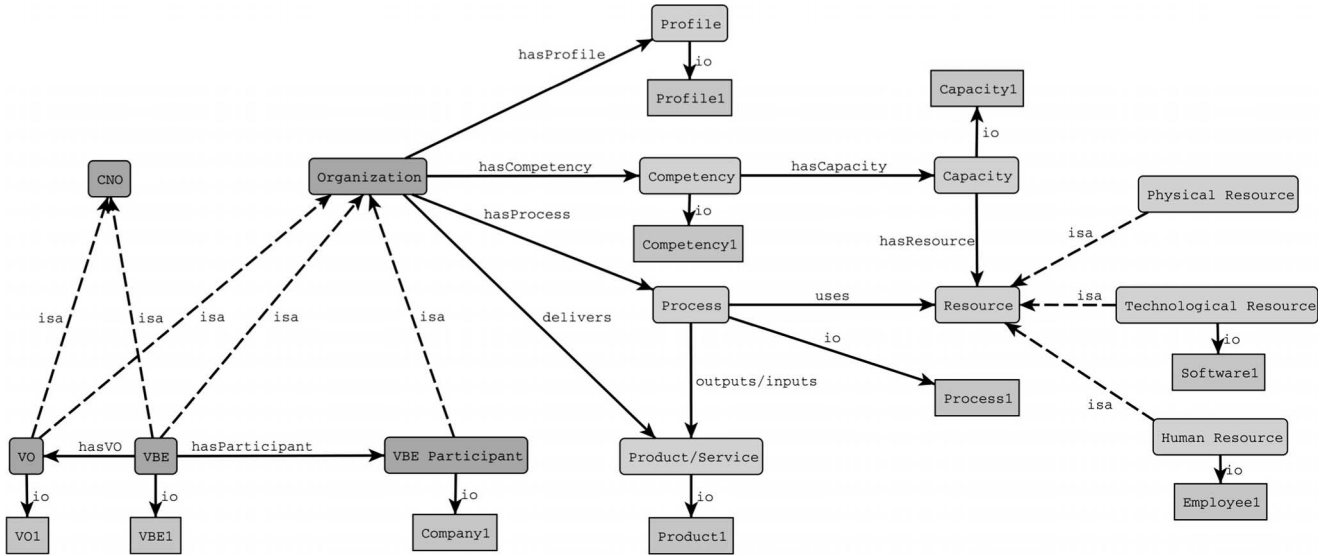 Profile
hasProfile
io
Profile1
Capacity1
io
CNO
Organization
hasCompetency
Competency
hasCapacity
Capacity
Physical Resource
hasProcess
io
Competency1
hasResource
isa
isa
isa
isa
isa
delivers
Process
uses
Resource
isa
Technological Resource
io
io
Software1
outputs/inputs
Process1
isa
VO
hasVO
VBE
hasParticipant
VBE Participant
Product/Service
Human Resource
io
io
io
io
io
VO1
VBE1
Company1
Product1
Employee1